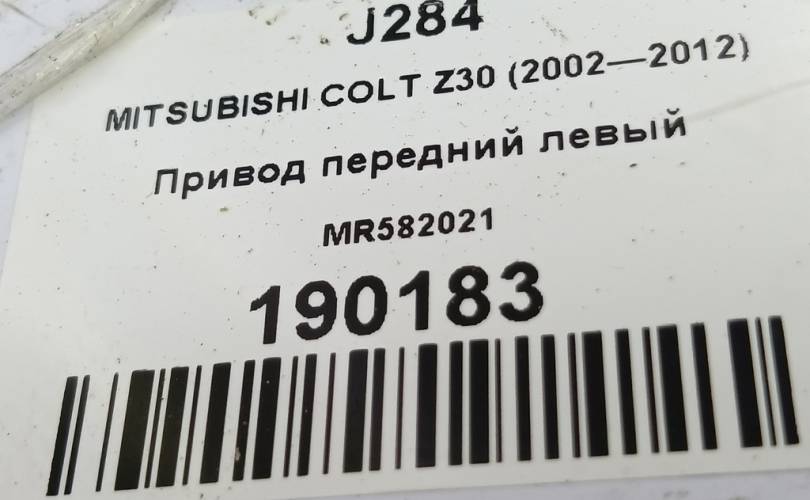 J284
MITSUBISHI COLT Z30 (2002—2012)
Привод передний левый
MR582021
190183